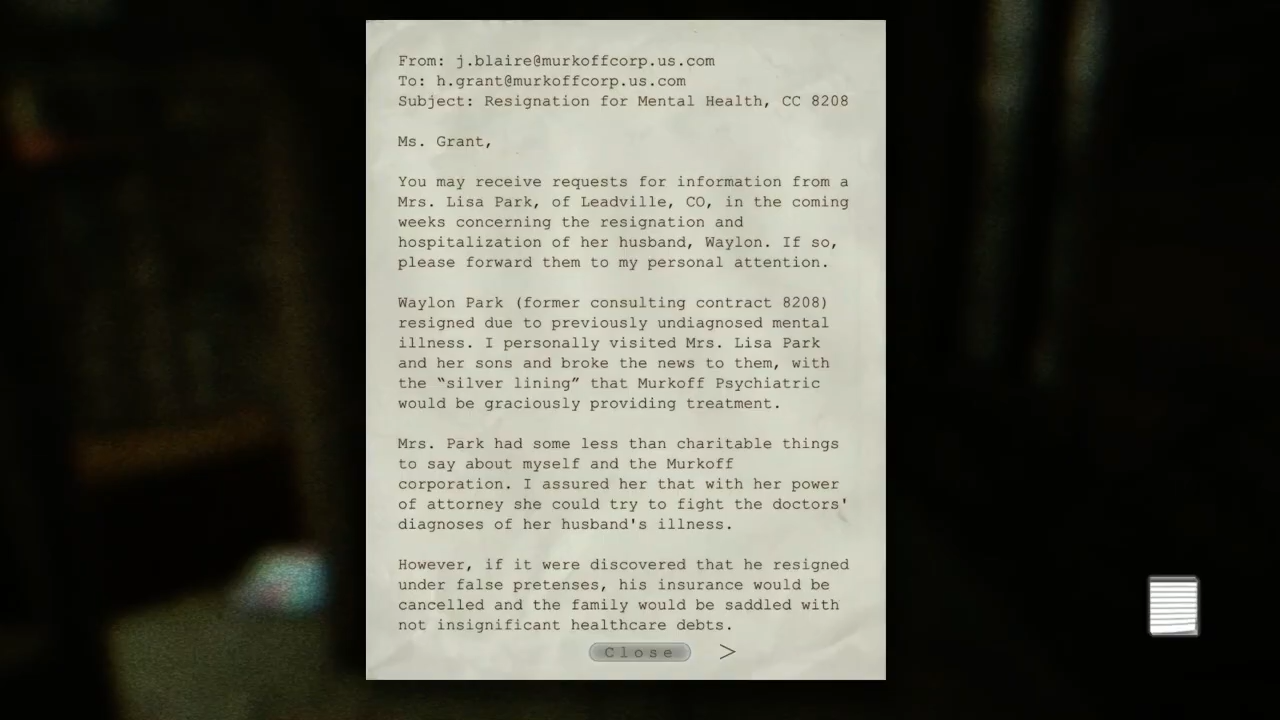 From: j.blaire@murkoffcorp.us.com
To: h.grant@murkoffcorp.us.com
Subject: Resignation for Mental Health, CC 8208
Ms. Grant,
You may receive requests for information from a
Mrs. Lisa Park, of Leadville, CO, in the coming
weeks concerning the resignation and
hospitalization of her husband, Waylon. If so,
please forward them to my personal attention.
Waylon Park (former consulting contract 8208)
resigned due to previously undiagnosed mental
illness. I personally visited Mrs. Lisa Park
and her sons and broke the news to them, with
the “silver lining” that Murkoff Psychiatric
would be graciously providing treatment.
Mrs. Park had some less than charitable things
to say about myself and the Murkoff
corporation. I assured her that with her power
of attorney she could try to fight the doctors'
diagnoses of her husband's illness.
However, if it were discovered that he resigned
under false pretenses, his insurance would be
cancelled and the family would be saddled with
not insignificant healthcare debts.
Close >